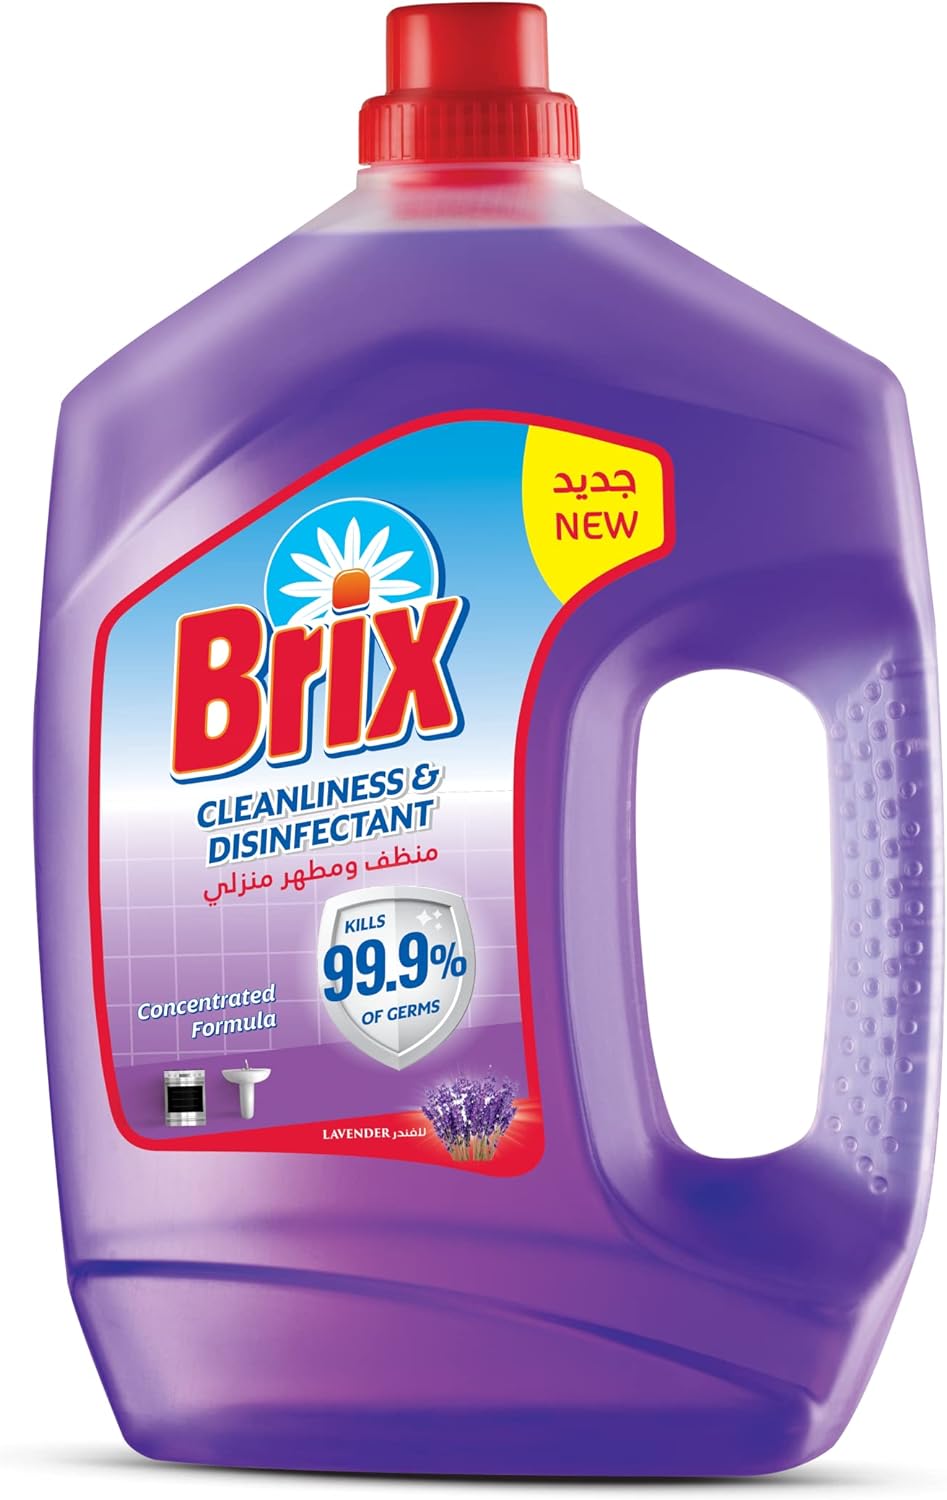 جديد
NEW
Brix
CLEANLINESS &
DISINFECTANT
منظف ومطهر منزلي
KILLS
99.9%
OF GERMS
Concentrated
Formula
LAVENDER لافندر